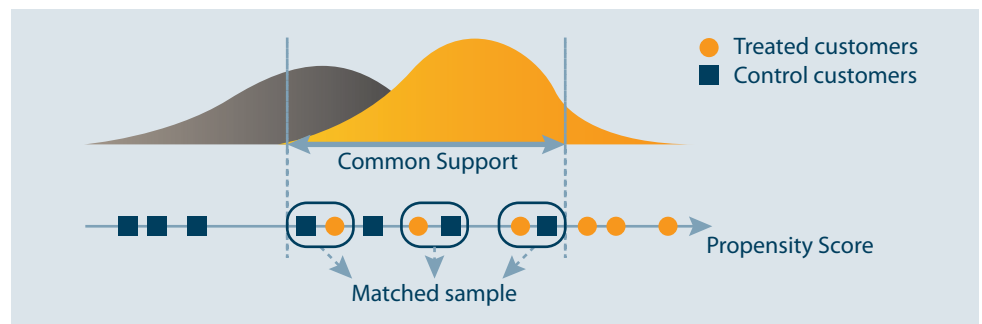 Treated customers
Control customers
Common Support
Propensity Score
Matched sample